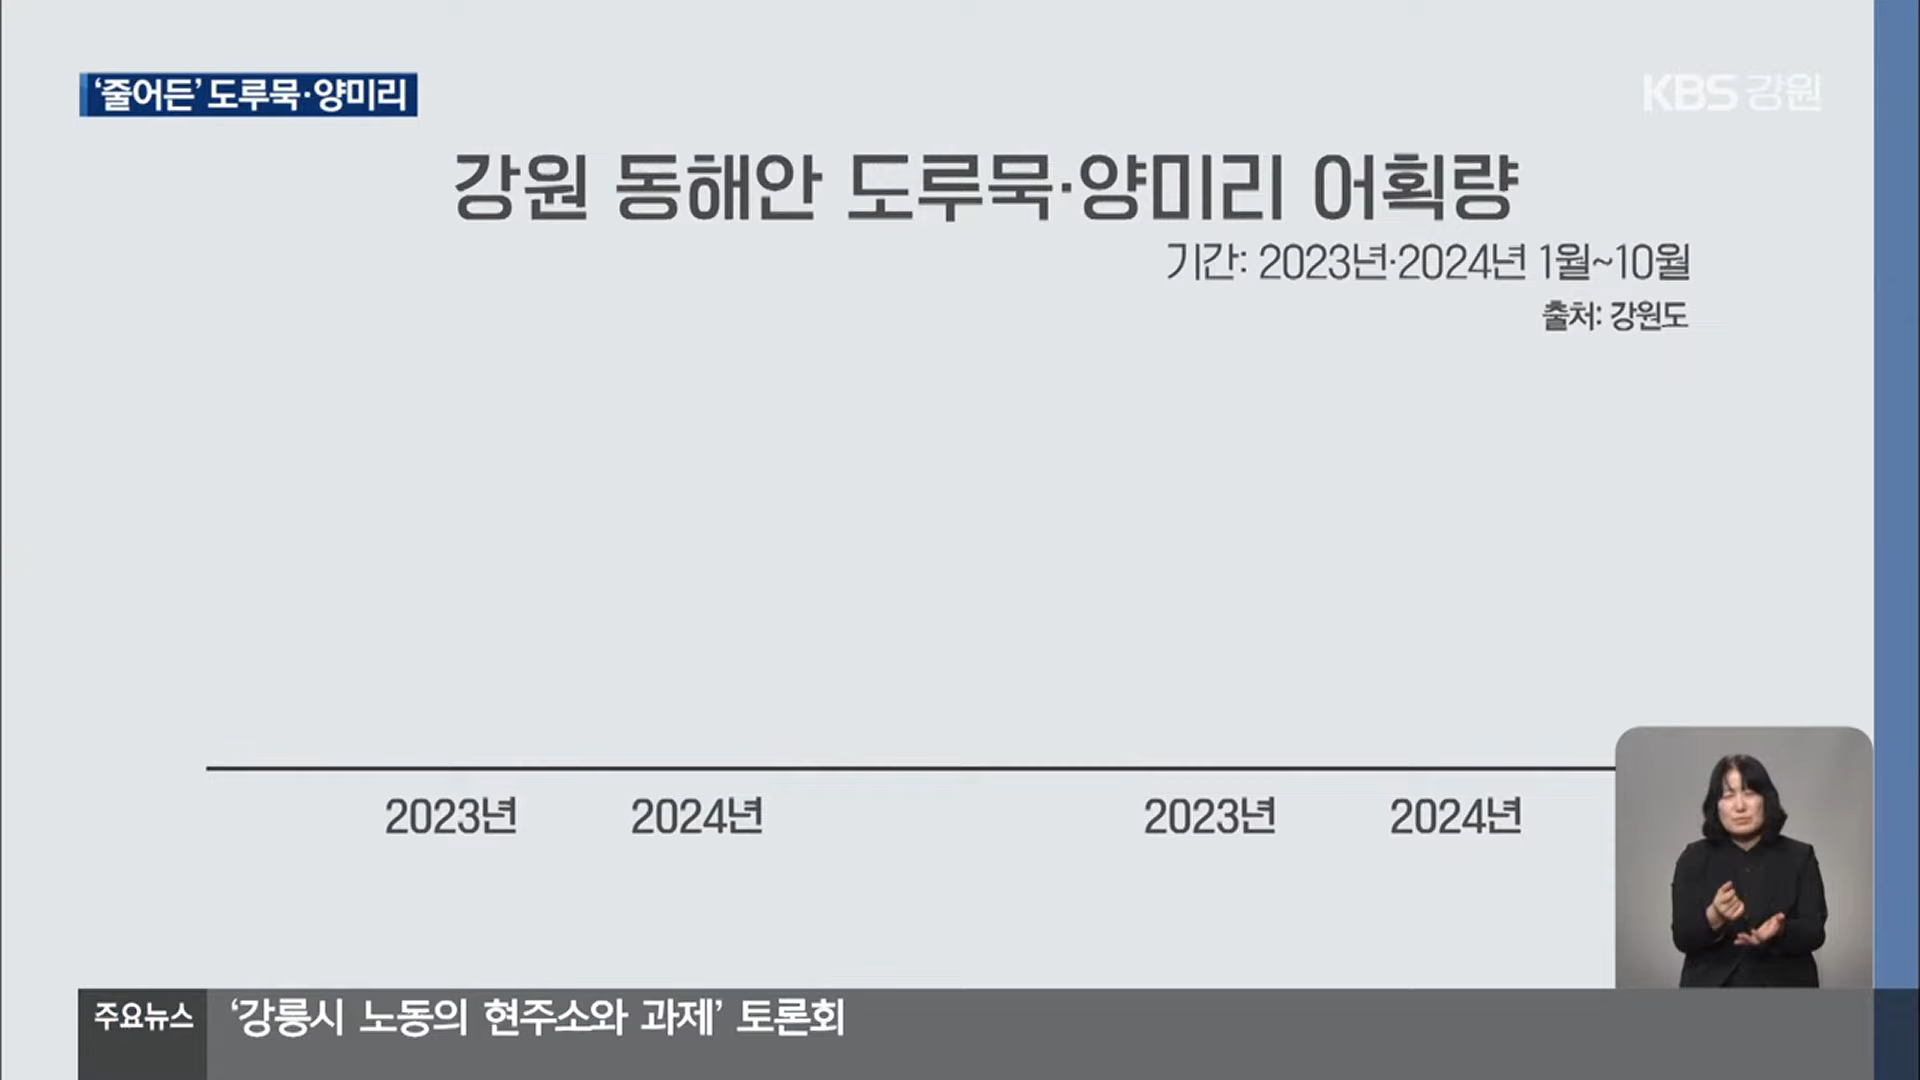 ‘줄어든’ 도루묵·양미리
KBS 강원
강원 동해안 도루묵·양미리 어획량
기간: 2023년·2024년 1월~10월
출처: 강원도
2023년 2024년 2023년 2024년
주요뉴스 ‘강릉시 노동의 현주소와 과제’ 토론회